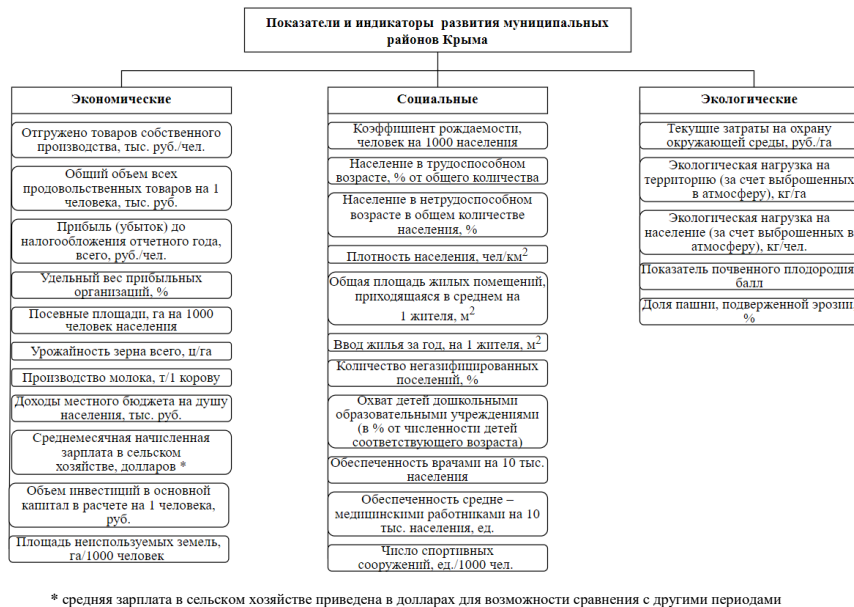 Показатели и индикаторы развития муниципальных
районов Крыма
Экономические
Отгружено товаров собственного
производства, тыс. руб./чел.
Общий объем всех
продовольственных товаров на 1
человека, тыс. руб.
Прибыль (убыток) до
налогообложения отчетного года,
всего, руб./чел.
Удельный вес прибыльных
организаций, %
Посевные площади, га на 1000
человек населения
Урожайность зерна всего, ц/га
Производство молока, т/1 корову
Доходы местного бюджета на душу
населения, тыс. руб.
Среднемесячная начисленная
зарплата в сельском
хозяйстве, долларов *
Объем инвестиций в основной
капитал в расчете на 1 человека,
руб.
Площадь неиспользуемых земель,
га/1000 человек
Социальные
Коэффициент рождаемости,
человек на 1000 населения
Население в трудоспособном
возрасте, % от общего количества
Население в нетрудоспособном
возрасте в общем количестве
населения, %
Плотность населения, чел/км²
Общая площадь жилых помещений,
приходящаяся в среднем на
1 жителя, м²
Ввод жилья за год, на 1 жителя, м²
Количество негазифицированных
поселений, %
Охват детей дошкольными
образовательными учреждениями
(в % от численности детей
соответствующего возраста)
Обеспеченность врачами на 10 тыс.
населения
Обеспеченность средне –
медицинскими работниками на 10
тыс. населения, ед.
Число спортивных
сооружений, ед./1000 чел.
Экологические
Текущие затраты на охрану
окружающей среды, руб./га
Экологическая нагрузка на
территорию (за счет выброшенных
в атмосферу), кг/га
Экологическая нагрузка на
население (за счет выброшенных в
атмосферу), кг/чел.
Показатель почвенного плодородия,
балл
Доля пашни, подверженной эрозии,
%
* средняя зарплата в сельском хозяйстве приведена в долларах для возможности сравнения с другими периодами